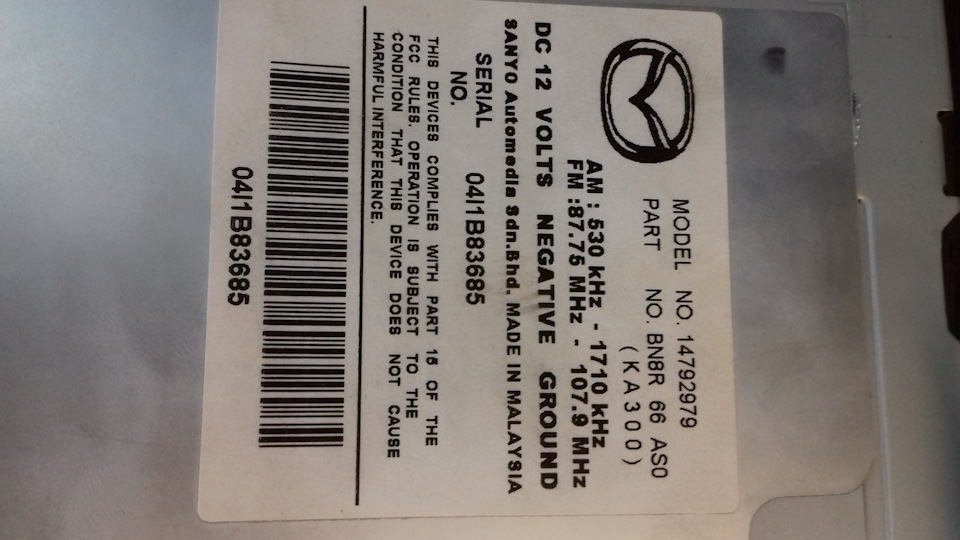 MODEL NO. 14792979
PART NO. BN8R 66 AS0
(KA300)
AM : 530 kHz - 1710 kHz
FM :87.75 MHz - 107.9 MHz
DC 12 VOLTS NEGATIVE GROUND
SANYO Automedia Sdn.Bhd. MADE IN MALAYSIA
SERIAL NO. 04I1B83685
THIS DEVICES COMPLIES WITH PART 15 OF THE
FCC RULES. OPERATION IS SUBJECT TO THE
CONDITION THAT THIS DEVICE DOES NOT CAUSE
HARMFUL INTERFERENCE.
04I1B83685